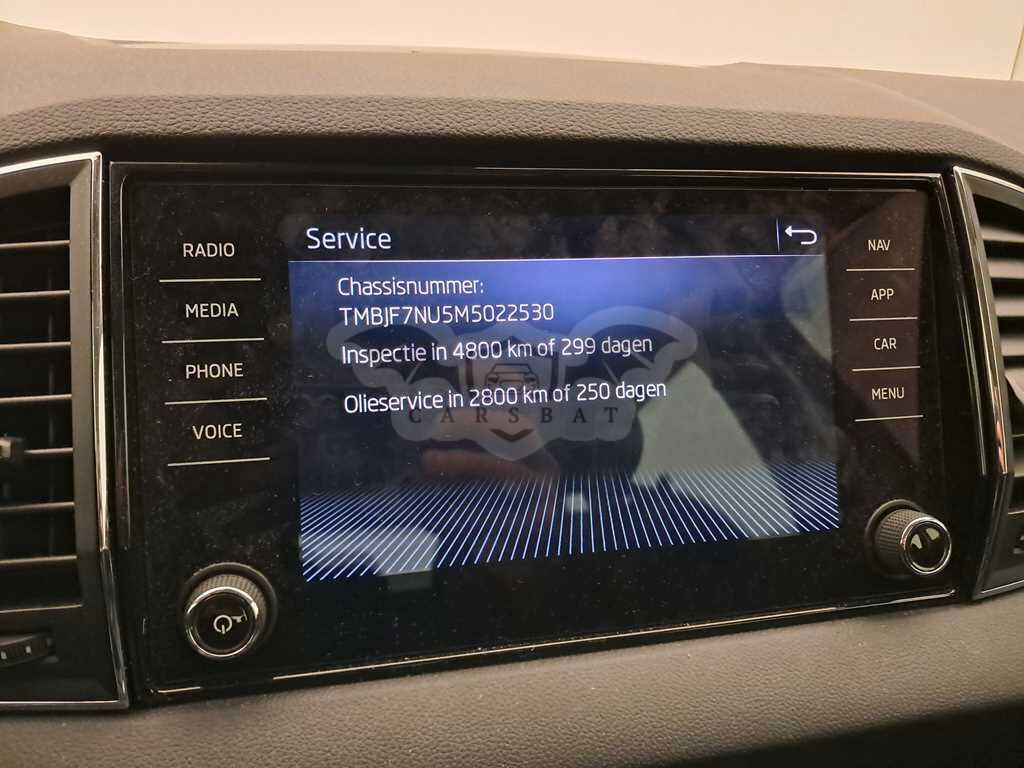 RADIO
MEDIA
PHONE
VOICE
Service
Chassisnummer:
TMBJF7NU5M5022530
Inspectie in 4800 km of 299 dagen
Olieservice in 2800 km of 250 dagen
CARSBAT
NAV
APP
CAR
MENU